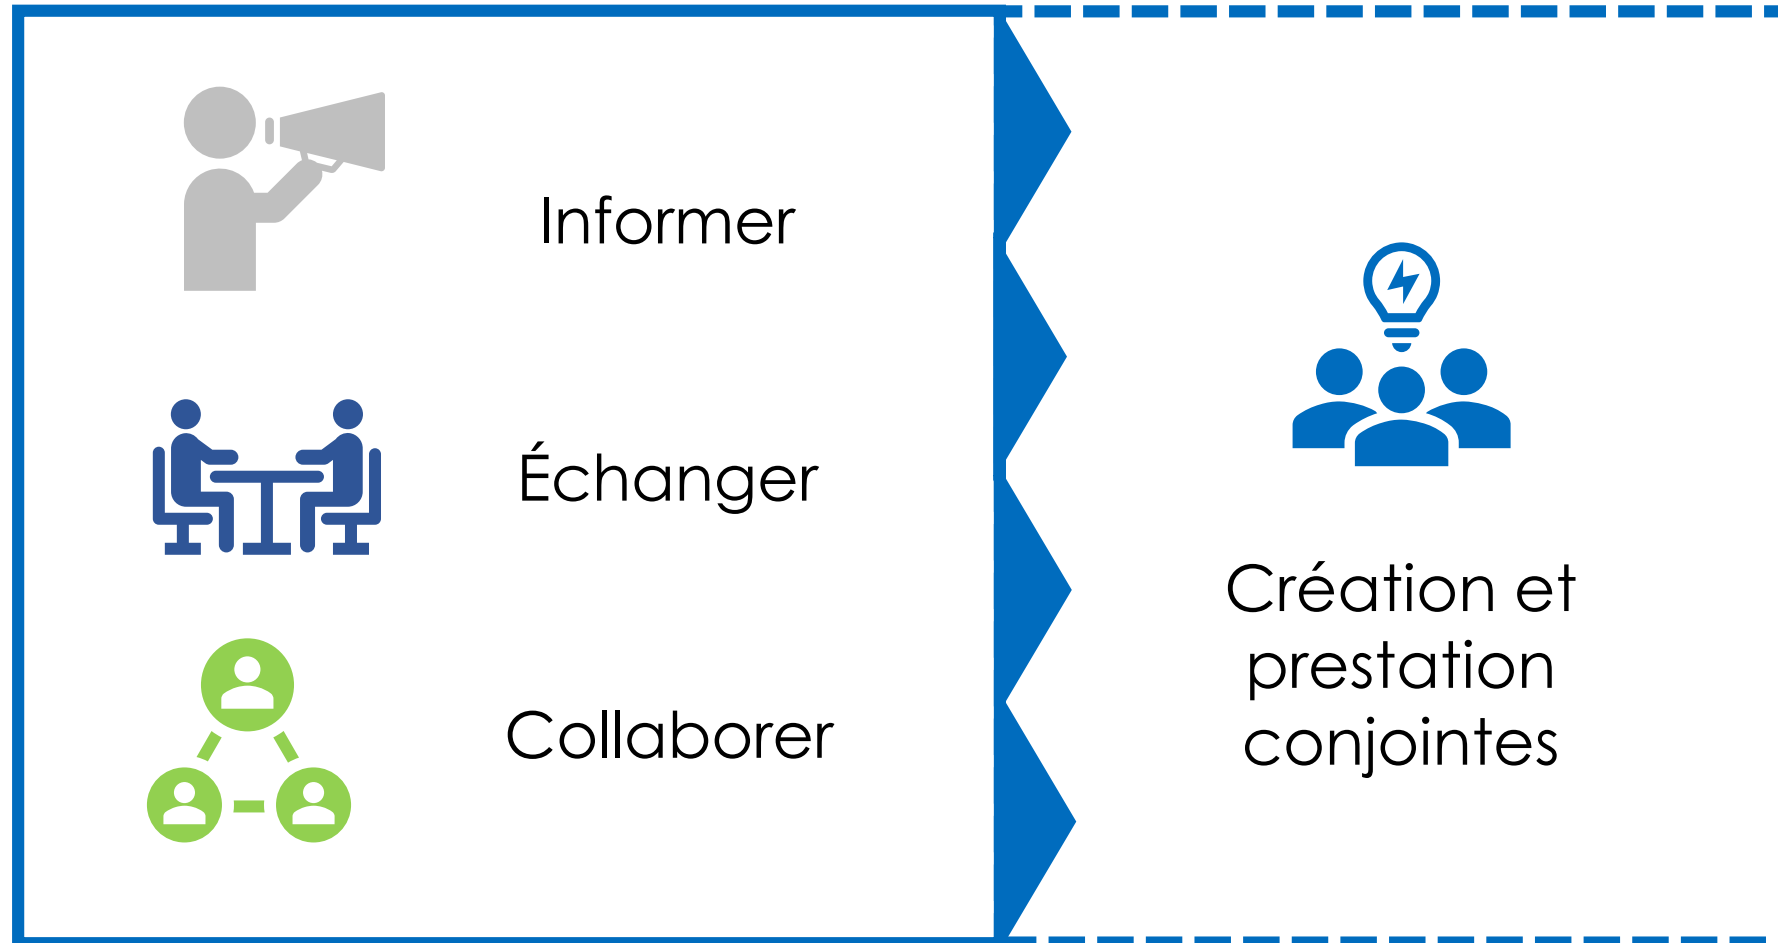 Informer
Échanger
Collaborer
Création et
prestation
conjointes